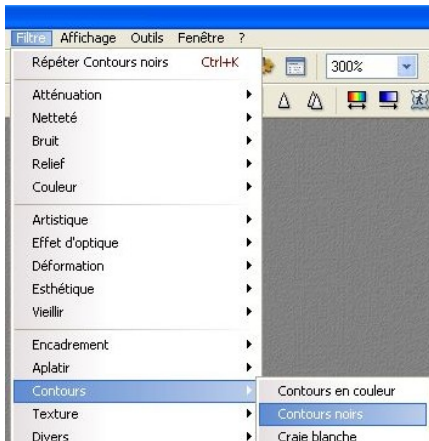 Filtre Affichage Outils Fenêtre ?
Répéter Contours noirs Ctrl+K
300%
Atténuation
Netteté
Bruit
Relief
Couleur
Artistique
Effet d'optique
Déformation
Esthétique
Vieillir
Encadrement
Aplatir
Contours
Contours en couleur
Texture
Contours noirs
Divers
Craie blanche